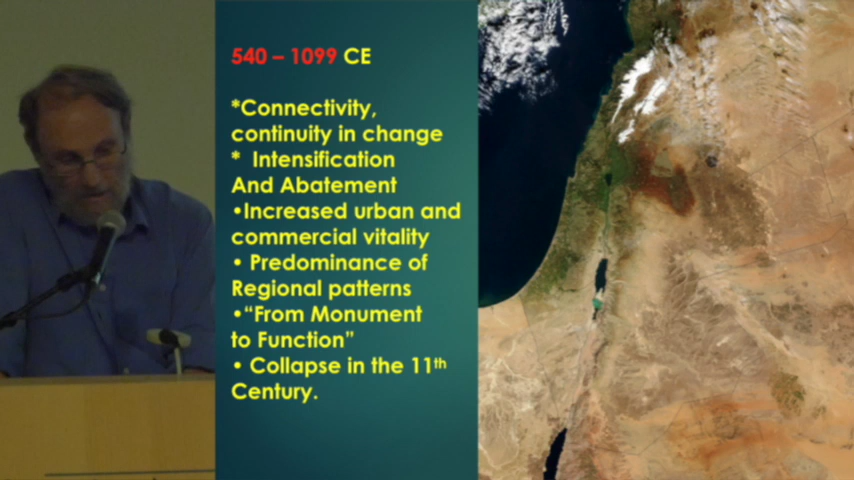 540 – 1099 CE
*Connectivity,
continuity in change
* Intensification
And Abatement
•Increased urban and
commercial vitality
• Predominance of
Regional patterns
•“From Monument
to Function”
• Collapse in the 11th
Century.